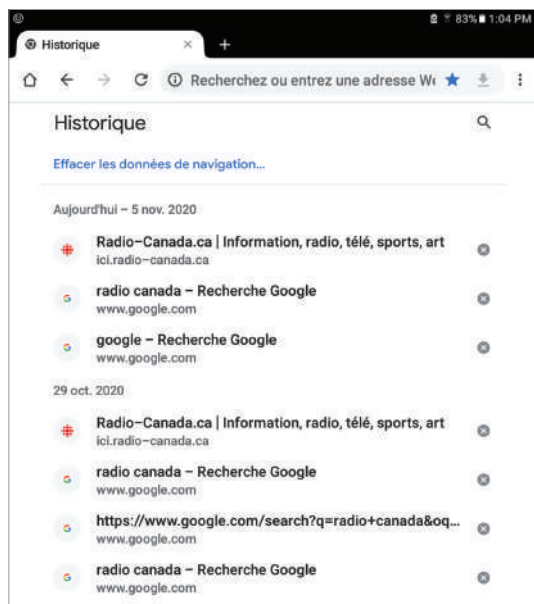 83% 1:04 PM
Historique
Recherchez ou entrez une adresse We
Historique
Effacer les données de navigation...
Aujourd'hui – 5 nov. 2020
Radio-Canada.ca | Information, radio, télé, sports, art
ici.radio-canada.ca
radio canada – Recherche Google
www.google.com
google – Recherche Google
www.google.com
29 oct. 2020
Radio-Canada.ca | Information, radio, télé, sports, art
ici.radio-canada.ca
radio canada – Recherche Google
www.google.com
https://www.google.com/search?q=radio+canada&oq...
www.google.com
radio canada – Recherche Google
www.google.com